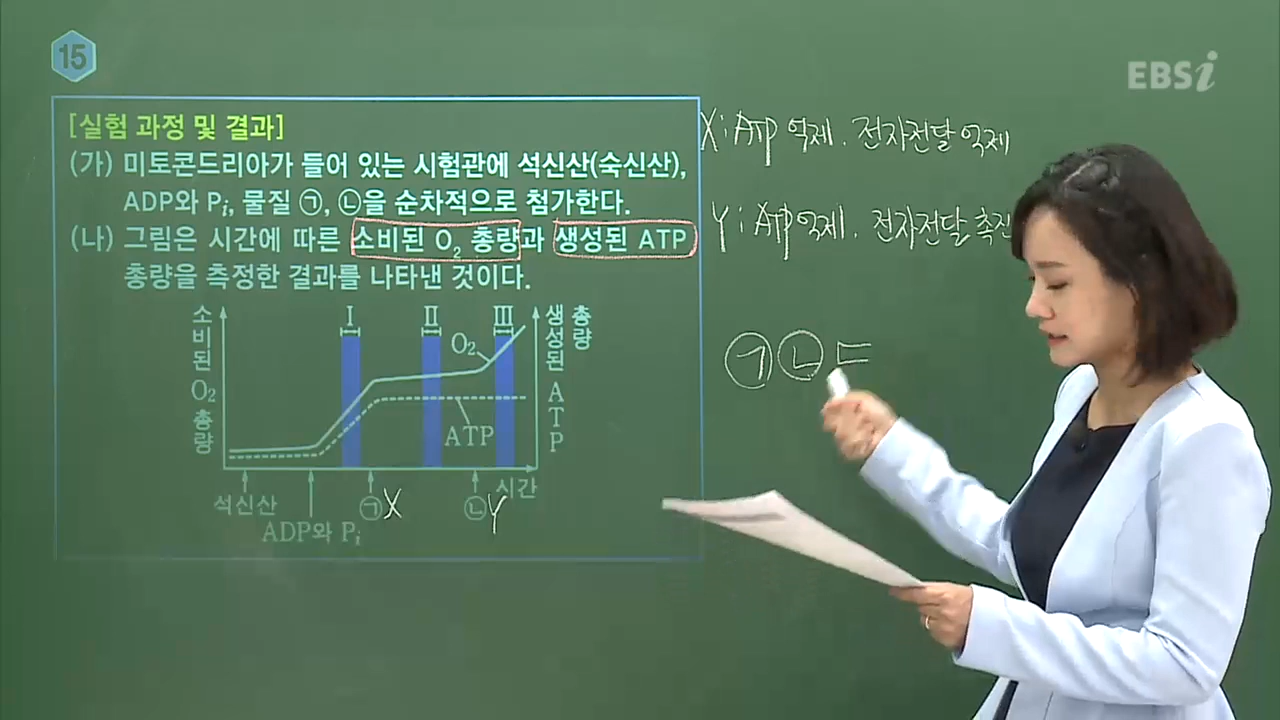 15
EBSi
[실험 과정 및 결과]
(가) 미토콘드리아가 들어 있는 시험관에 석신산(숙신산),
ADP와 Pi, 물질 ㉠, ㉡을 순차적으로 첨가한다.
(나) 그림은 시간에 따른 소비된 O2 총량과 생성된 ATP
총량을 측정한 결과를 나타낸 것이다.
소비된 O2 총량
I
II
III
생성된 ATP
총량
O2
ATP
시간
석신산
ADP와 Pi
㉠ X
㉡ Y
X : ATP 억제. 전자전달 억제
Y : ATP 억제. 전자전달 촉진
㉠ ㉡ ㄷ